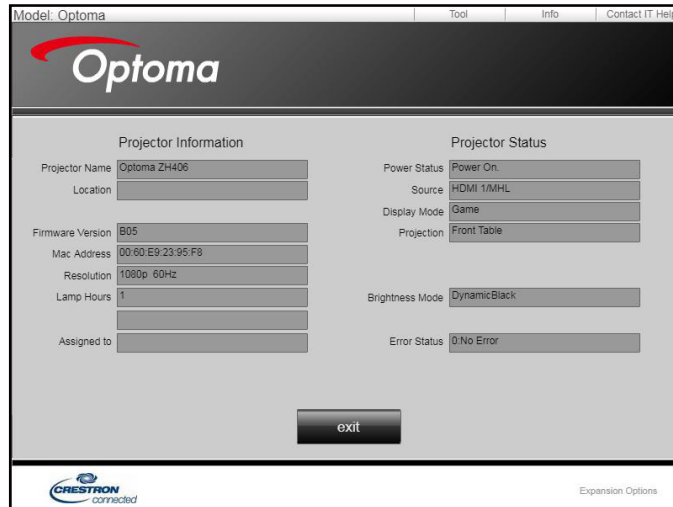 Model: Optoma
Tool Info Contact IT Help
Optoma
Projector Information
Projector Name Optoma ZH406
Location
Firmware Version B05
Mac Address 00:60:E9:23:95:F8
Resolution 1080p 60Hz
Lamp Hours 1
Assigned to
Projector Status
Power Status Power On.
Source HDMI 1/MHL
Display Mode Game
Projection Front Table
Brightness Mode DynamicBlack
Error Status 0:No Error
exit
CRESTRON
connected
Expansion Options